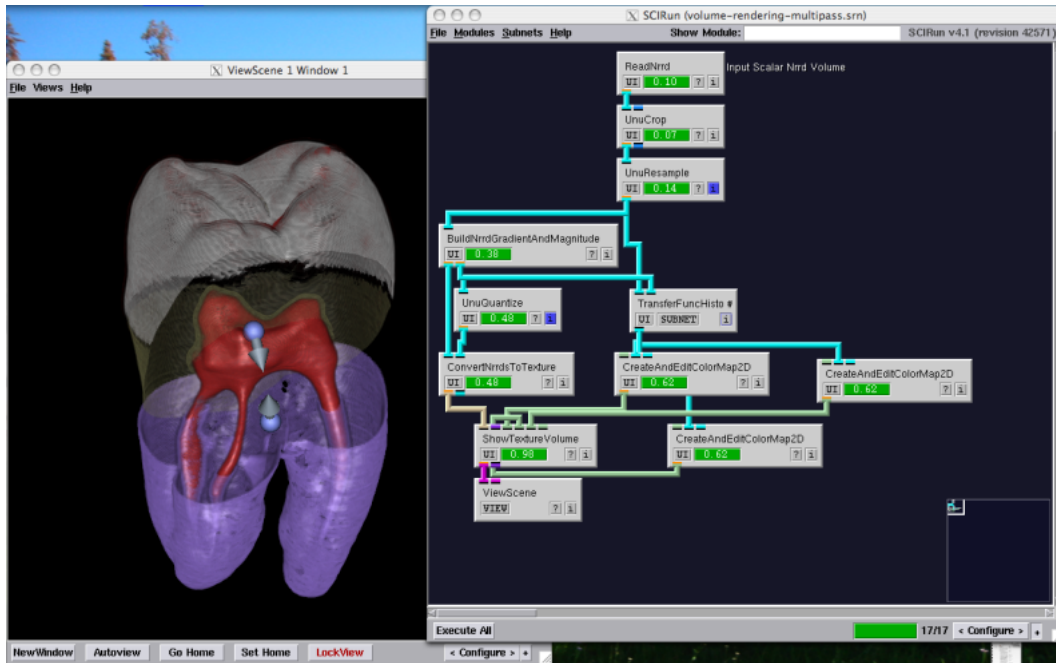 ViewScene 1 Window 1
File Views Help
NewWindow Autoview Go Home Set Home LockView < Configure > +
SCIRun (volume-rendering-multipass.srn)
File Modules Subnets Help Show Module: SCIRun v4.1 (revision 42571)
ReadNrrd
UI 0.10 ? i
Input Scalar Nrrd Volume
UnuCrop
UI 0.07 ? i
UnuResample
UI 0.14 ? i
BuildNrrdGradientAndMagnitude
UI 0.38 ? i
UnuQuantize
UI 0.48 ? i
TransferFuncHisto #
UI SUBNET i
ConvertNrrdsToTexture
UI 0.48 ? i
CreateAndEditColorMap2D
UI 0.62 ? i
CreateAndEditColorMap2D
UI 0.62 ? i
ShowTextureVolume
UI 0.98 ? i
CreateAndEditColorMap2D
UI 0.62 ? i
ViewScene
VIEW ? i
Execute All 17/17 < Configure > +